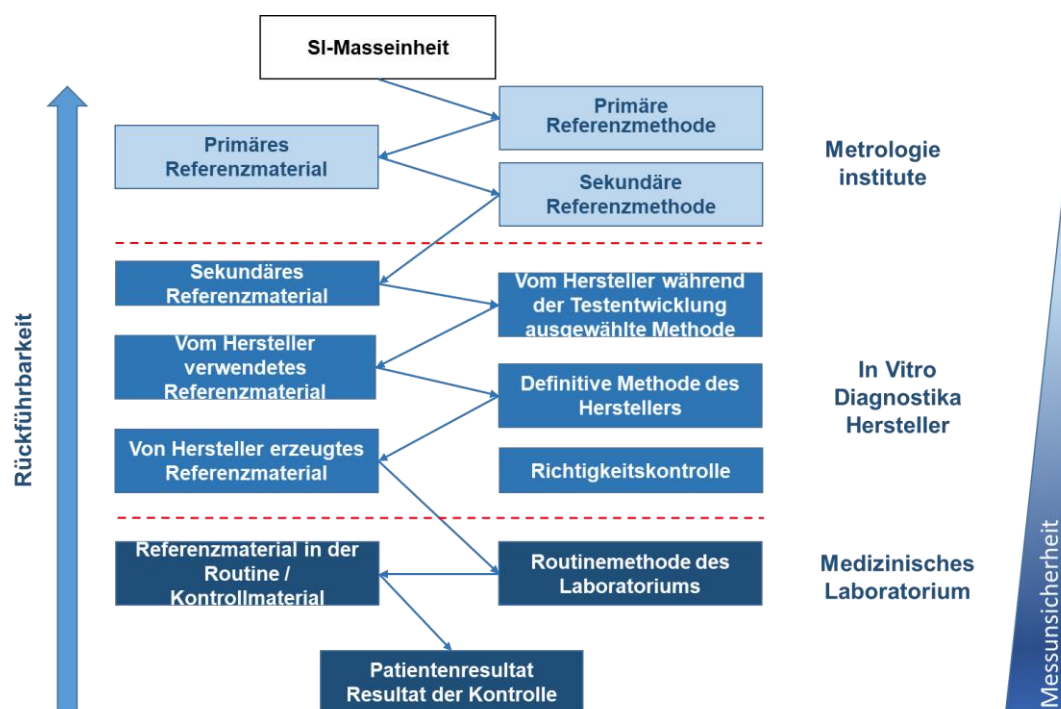 SI-Masseinheit
Primäre
Referenzmethode
Primäres
Referenzmaterial
Metrologie
institute
Sekundäre
Referenzmethode
Sekundäres
Referenzmaterial
Vom Hersteller während
der Testentwicklung
ausgewählte Methode
Vom Hersteller
verwendetes
Referenzmaterial
Definitive Methode des
Herstellers
In Vitro
Diagnostika
Hersteller
Von Hersteller erzeugtes
Referenzmaterial
Richtigkeitskontrolle
Referenzmaterial in der
Routine /
Kontrollmaterial
Routinemethode des
Laboratoriums
Medizinisches
Laboratorium
Patientenresultat
Resultat der Kontrolle
Rückführbarkeit
Messunsicherheit